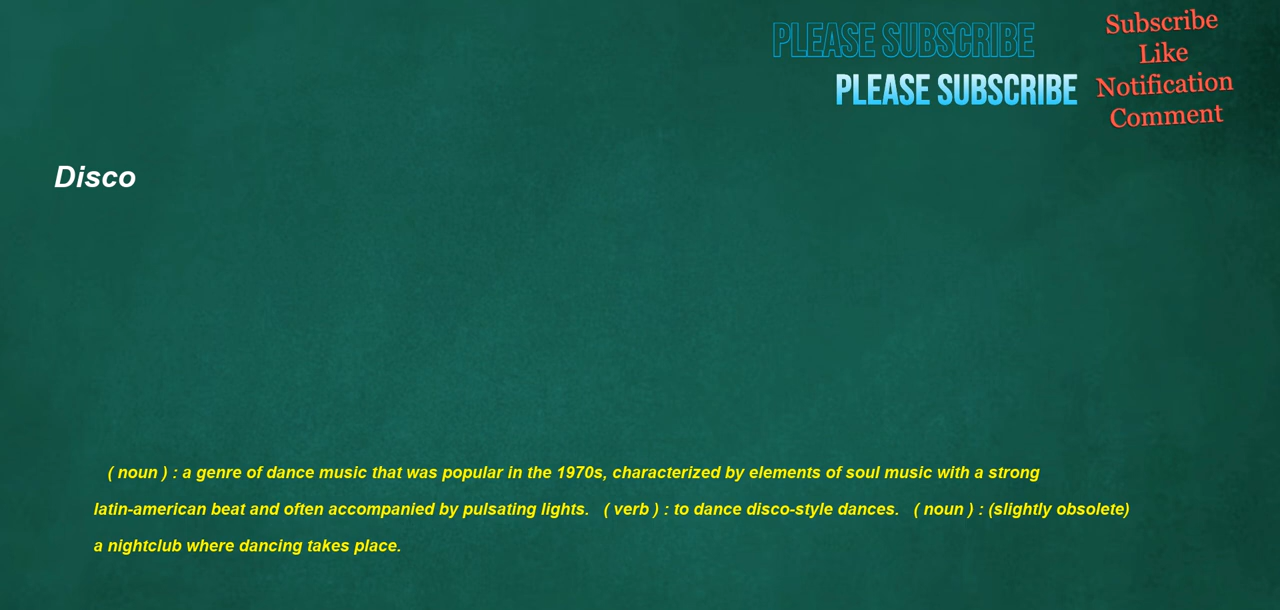 PLEASE SUBSCRIBE
PLEASE SUBSCRIBE
Subscribe
Like
Notification
Comment
Disco
( noun ) : a genre of dance music that was popular in the 1970s, characterized by elements of soul music with a strong
latin-american beat and often accompanied by pulsating lights. ( verb ) : to dance disco-style dances. ( noun ) : (slightly obsolete)
a nightclub where dancing takes place.